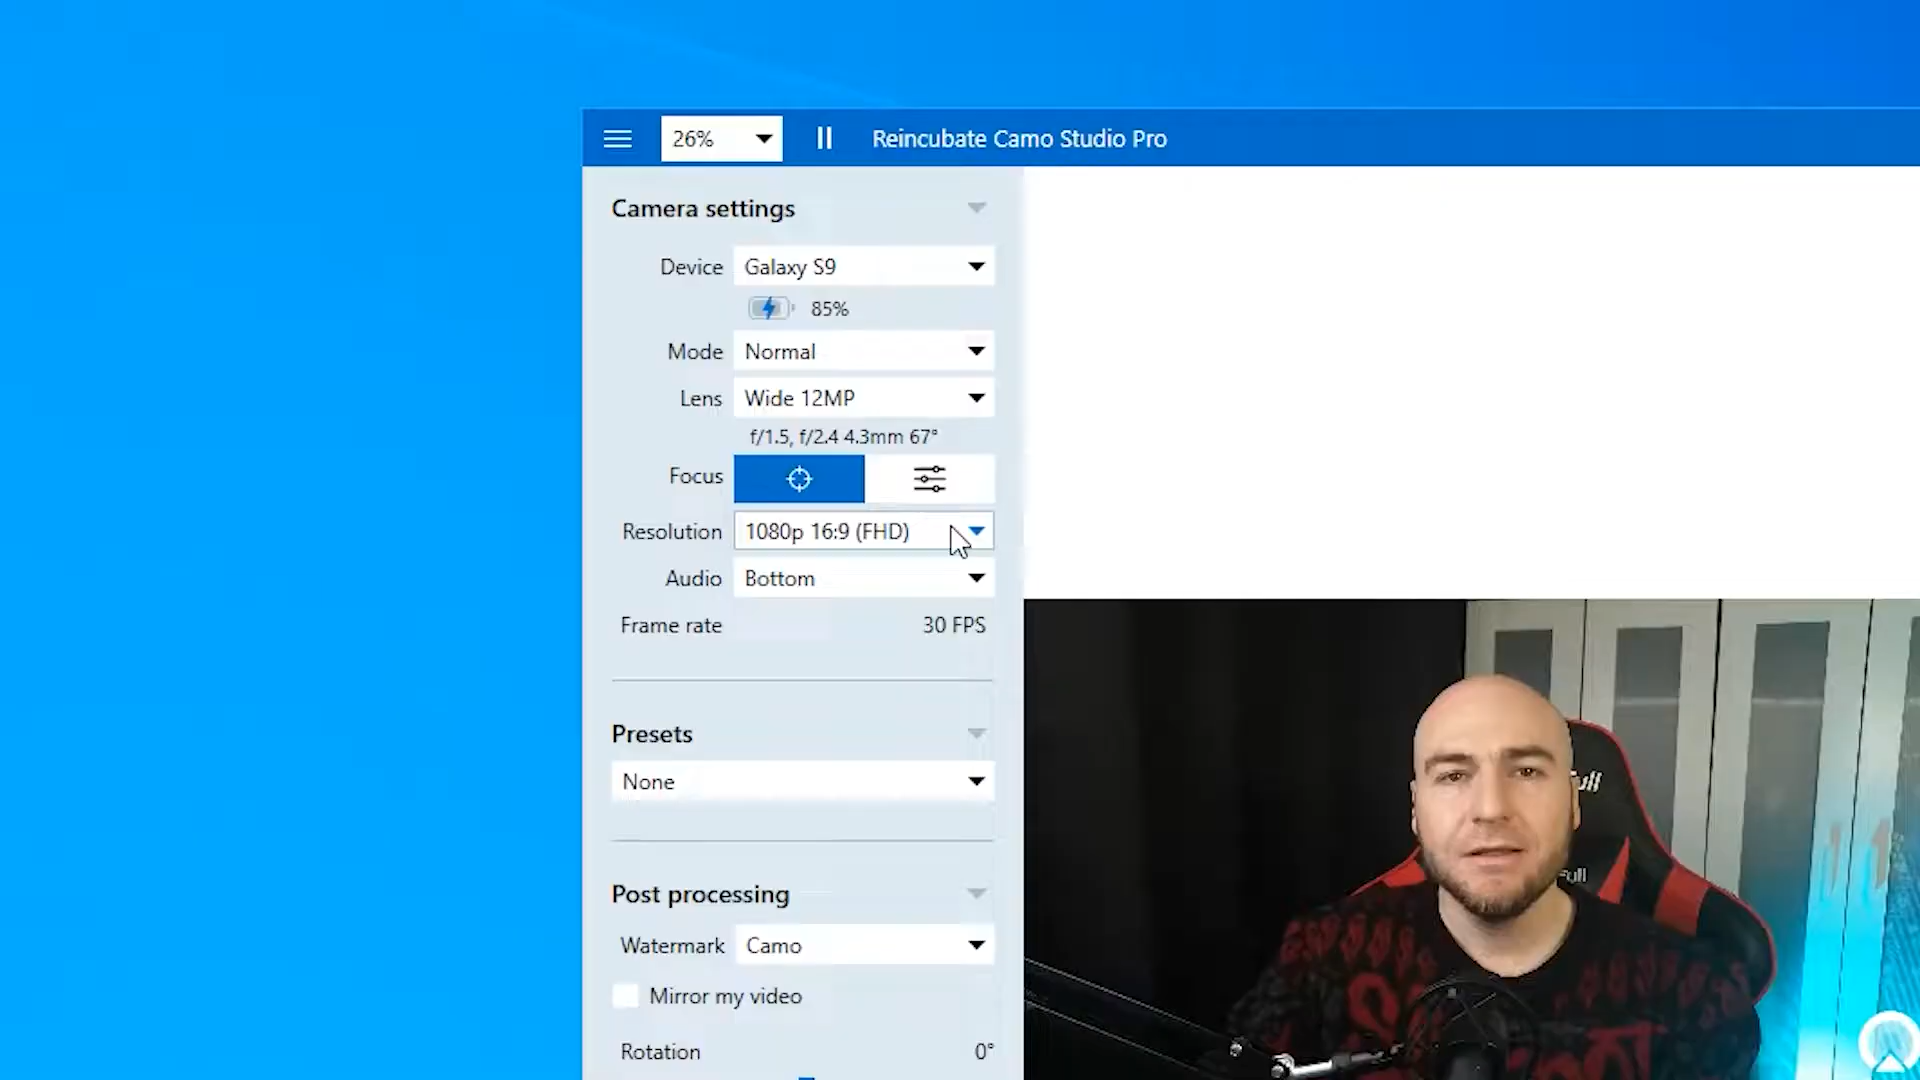 26%
Reincubate Camo Studio Pro
Camera settings
Device Galaxy S9
85%
Mode Normal
Lens Wide 12MP
f/1.5, f/2.4 4.3mm 67°
Focus
Resolution 1080p 16:9 (FHD)
Audio Bottom
Frame rate 30 FPS
Presets
None
Post processing
Watermark Camo
Mirror my video
Rotation 0°